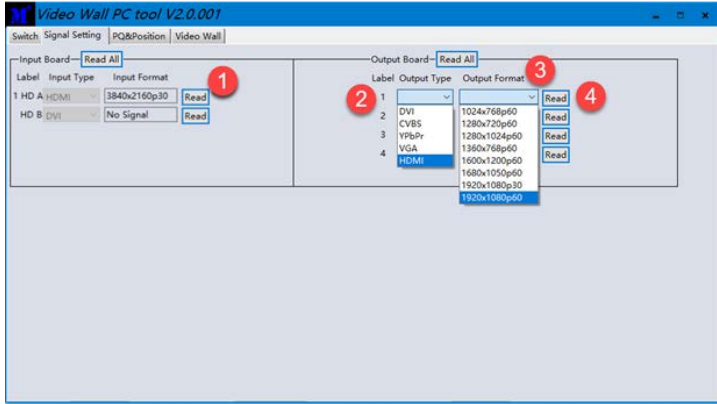 Video Wall PC tool V2.0.001
Switch Signal Setting PQ&Position Video Wall
Input Board Read All
Label Input Type Input Format
1 HD A HDMI 3840x2160p30 Read
HD B DVI No Signal Read
1
Output Board Read All
Label Output Type Output Format
3
2
1 Read
4
2 Read
3 Read
4 Read
DVI
CVBS
YPbPr
VGA
HDMI
1024x768p60
1280x720p60
1280x1024p60
1360x768p60
1600x1200p60
1680x1050p60
1920x1080p30
1920x1080p60